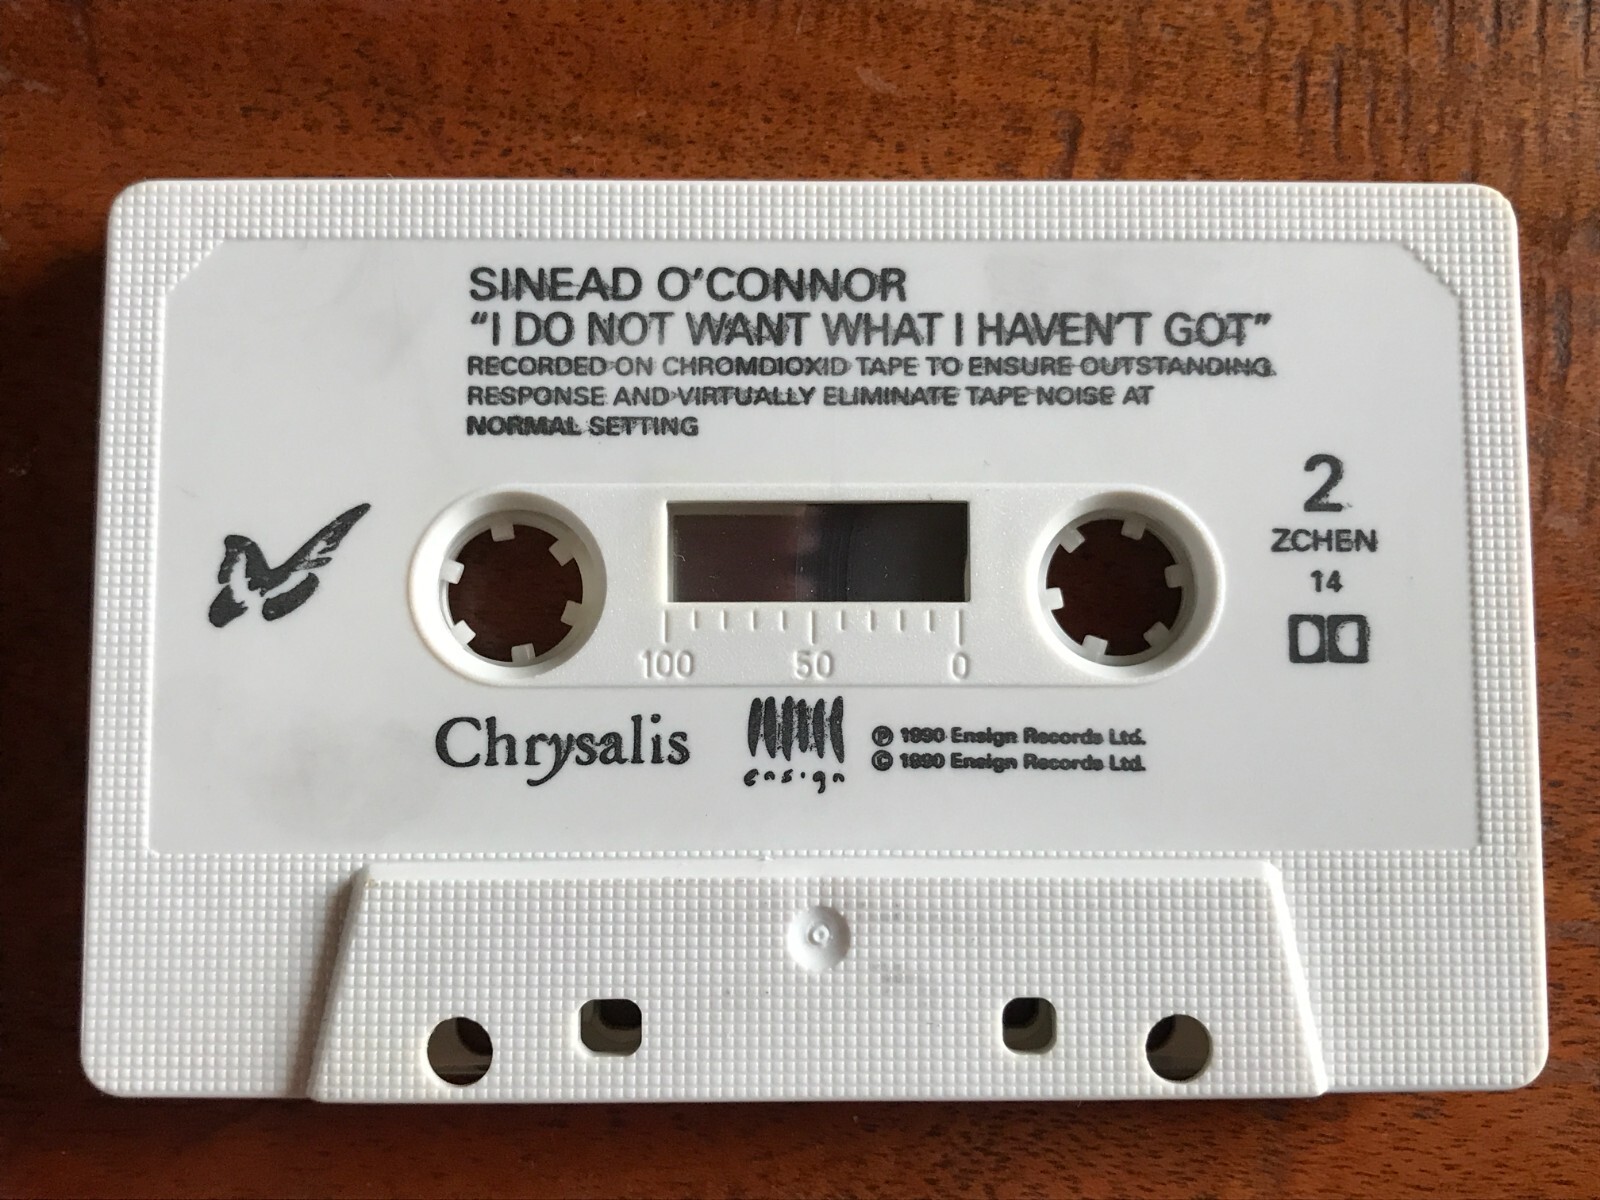 SINEAD O'CONNOR
"I DO NOT WANT WHAT I HAVEN'T GOT"
RECORDED ON CHROMDIOXID TAPE TO ENSURE OUTSTANDING
RESPONSE AND VIRTUALLY ELIMINATE TAPE NOISE AT
NORMAL SETTING
2
ZCHEN
14
100 50 0
Chrysalis
ensign
℗ 1990 Ensign Records Ltd.
© 1990 Ensign Records Ltd.